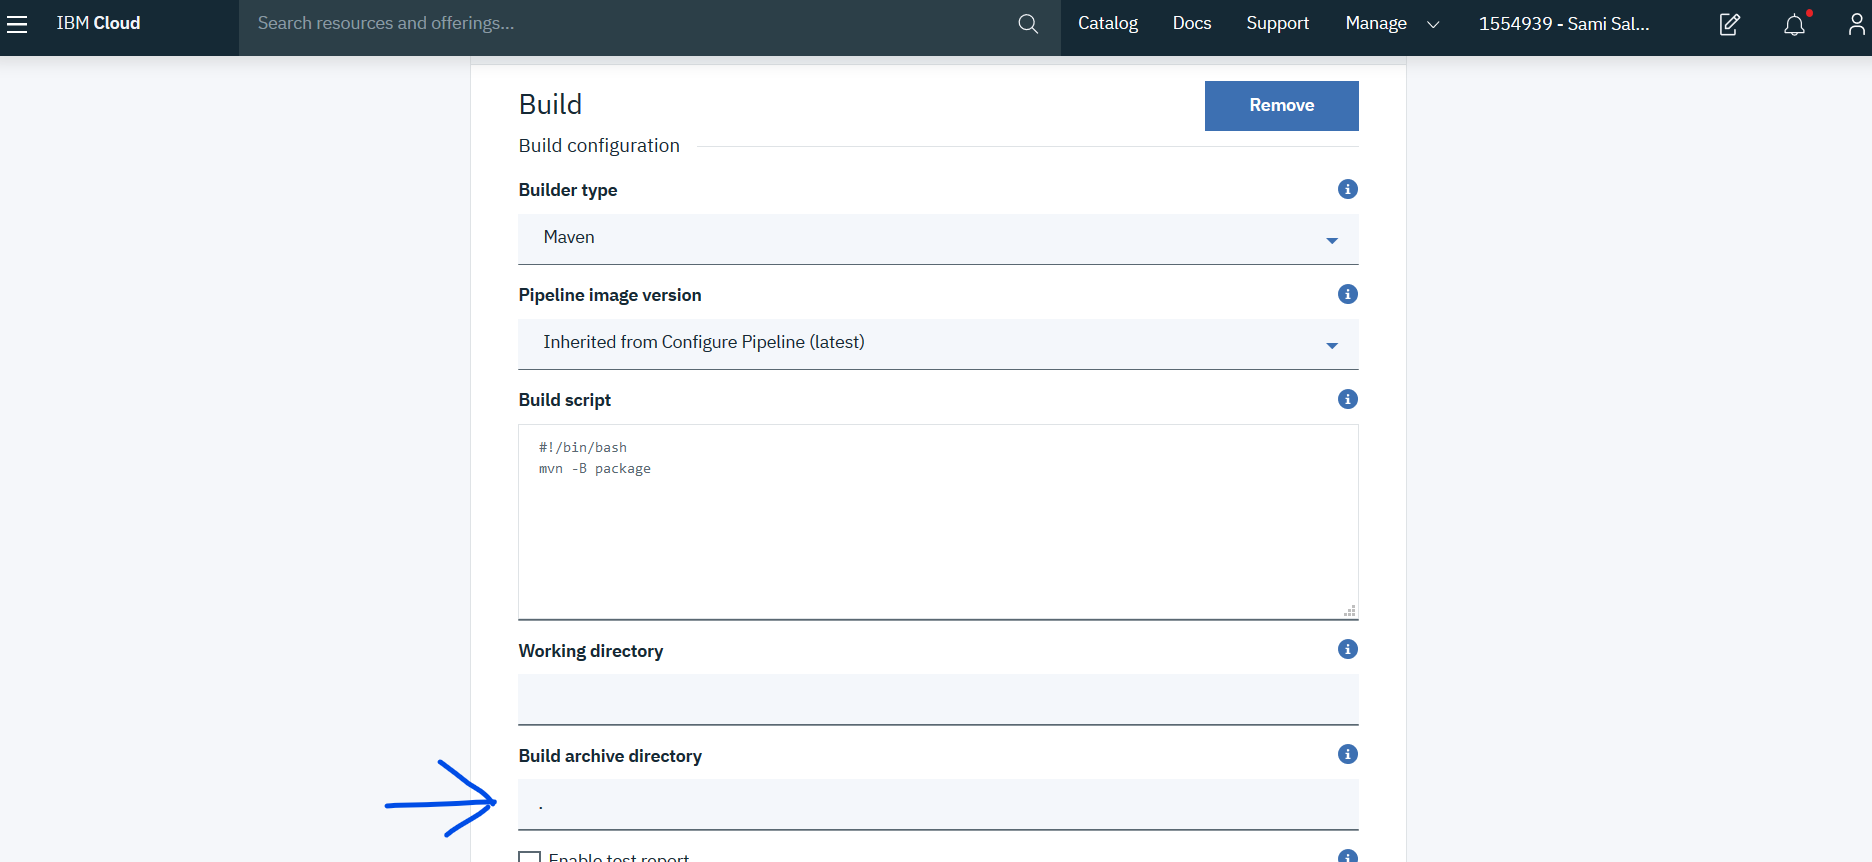 IBM Cloud
Search resources and offerings...
Catalog
Docs
Support
Manage
1554939 - Sami Sal...
Build
Remove
Build configuration
Builder type
Maven
Pipeline image version
Inherited from Configure Pipeline (latest)
Build script
#!/bin/bash
mvn -B package
Working directory
Build archive directory
.
Enable test report